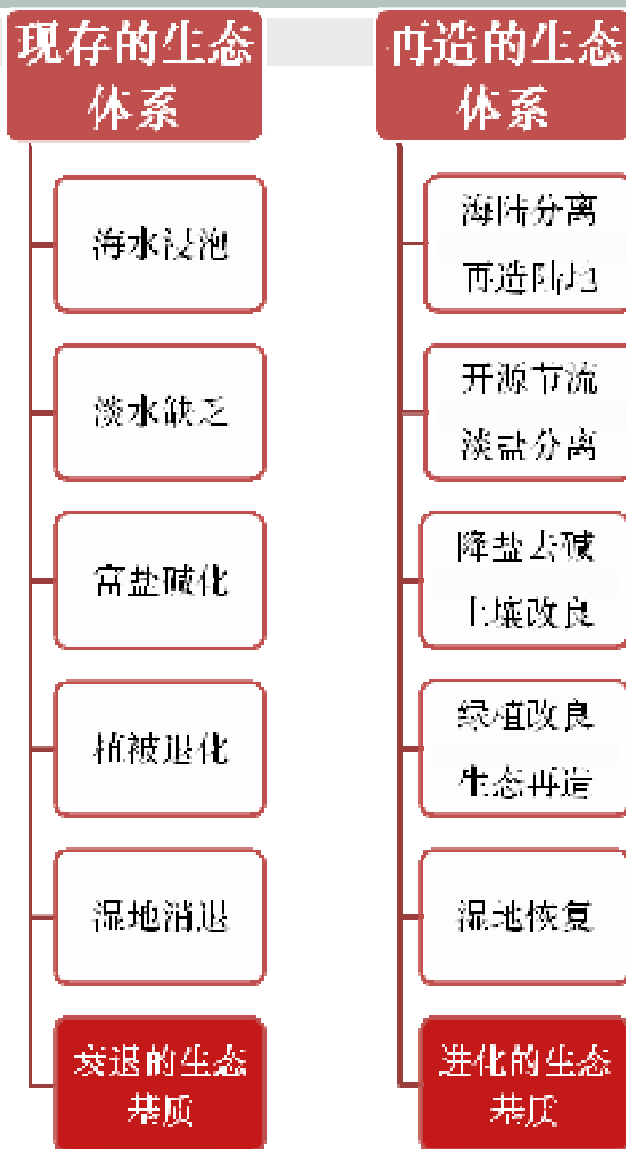 现存的生态
体系
海水浸泡
淡水缺乏
富盐碱化
植被退化
湿地消退
衰退的生态
基质
再造的生态
体系
海陆分离
再造陆地
开源节流
淡盐分离
降盐去碱
土壤改良
绿植改良
生态再造
湿地恢复
进化的生态
基质